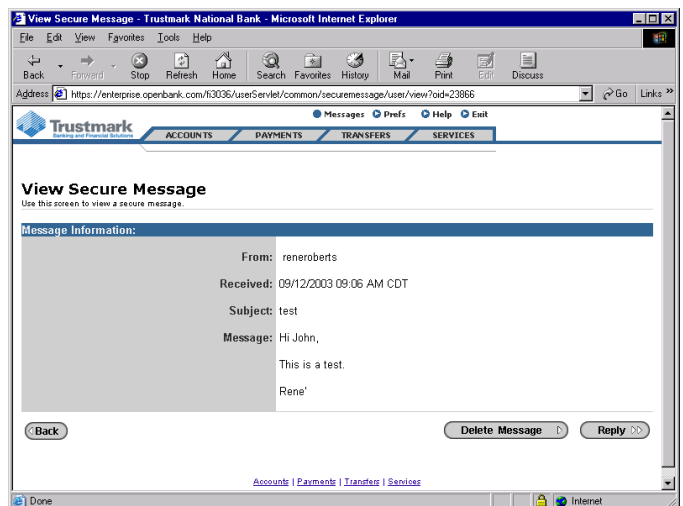 View Secure Message - Trustmark National Bank - Microsoft Internet Explorer
File Edit View Favorites Tools Help
Back Forward Stop Refresh Home Search Favorites History Mail Print Edit Discuss
Address https://enterprise.openbank.com/fi3036/userServlet/common/securemessage/user/view?oid=23866 Go Links »
Messages Prefs Help Exit
Trustmark
Banking and Financial Solutions
ACCOUNTS PAYMENTS TRANSFERS SERVICES
View Secure Message
Use this screen to view a secure message.
Message Information:
From: reneroberts
Received: 09/12/2003 09:06 AM CDT
Subject: test
Message: Hi John,
This is a test.
Rene'
Back Delete Message Reply
Accounts | Payments | Transfers | Services
Done Internet